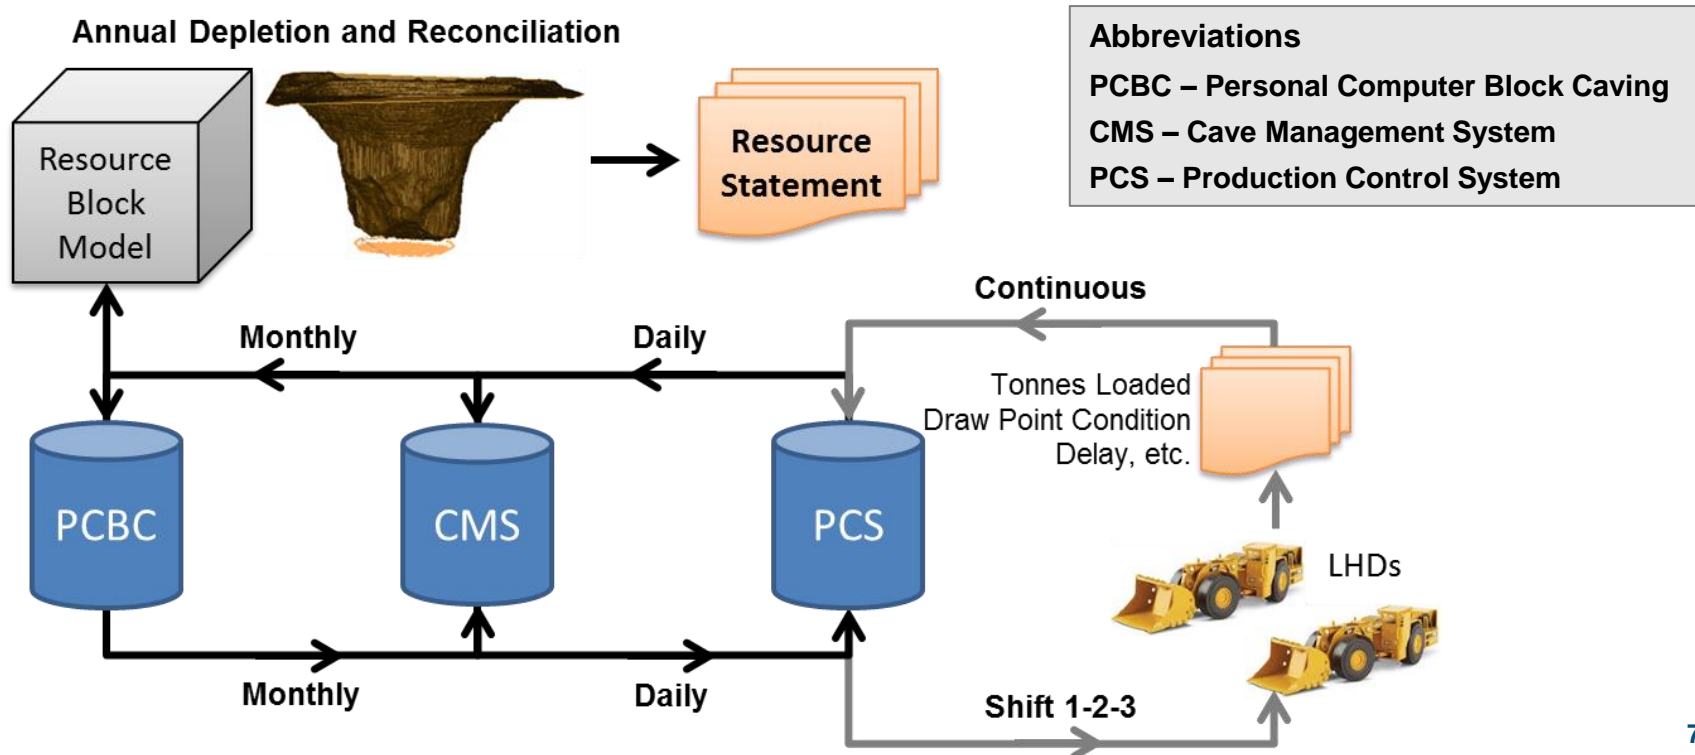 Annual Depletion and Reconciliation
Resource
Block
Model
Resource
Statement
Abbreviations
PCBC – Personal Computer Block Caving
CMS – Cave Management System
PCS – Production Control System
Continuous
Monthly
Daily
Tonnes Loaded
Draw Point Condition
Delay, etc.
PCBC
CMS
PCS
LHDs
Monthly
Daily
Shift 1-2-3
7